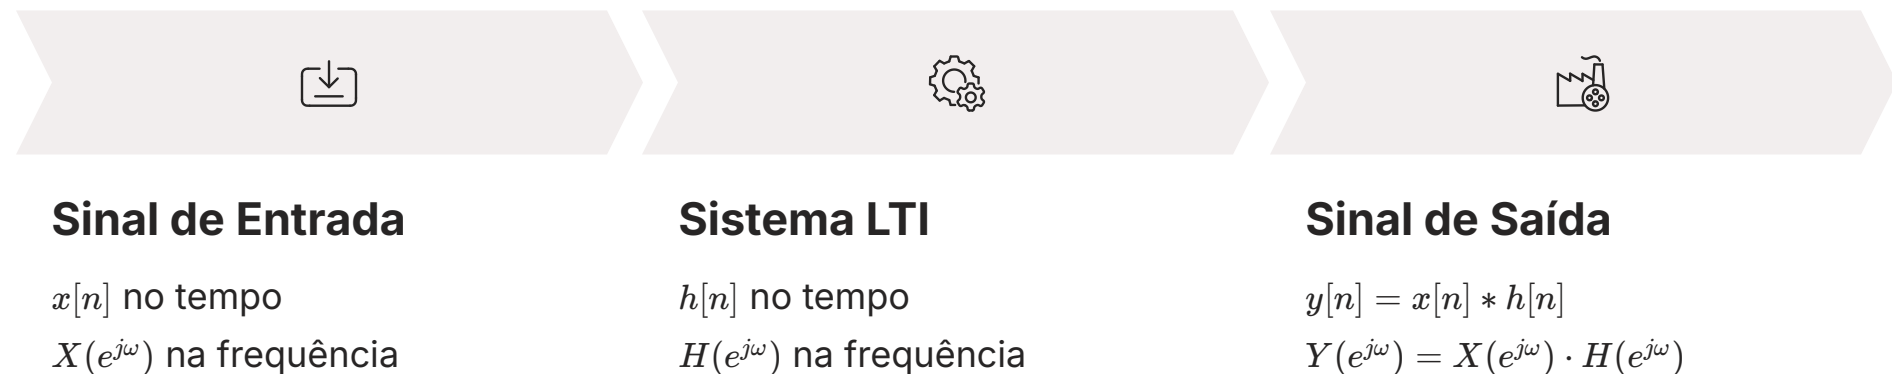 Sinal de Entrada
x[n] no tempo
X(e^{jω}) na frequência
Sistema LTI
h[n] no tempo
H(e^{jω}) na frequência
Sinal de Saída
y[n] = x[n] * h[n]
Y(e^{jω}) = X(e^{jω}) · H(e^{jω})